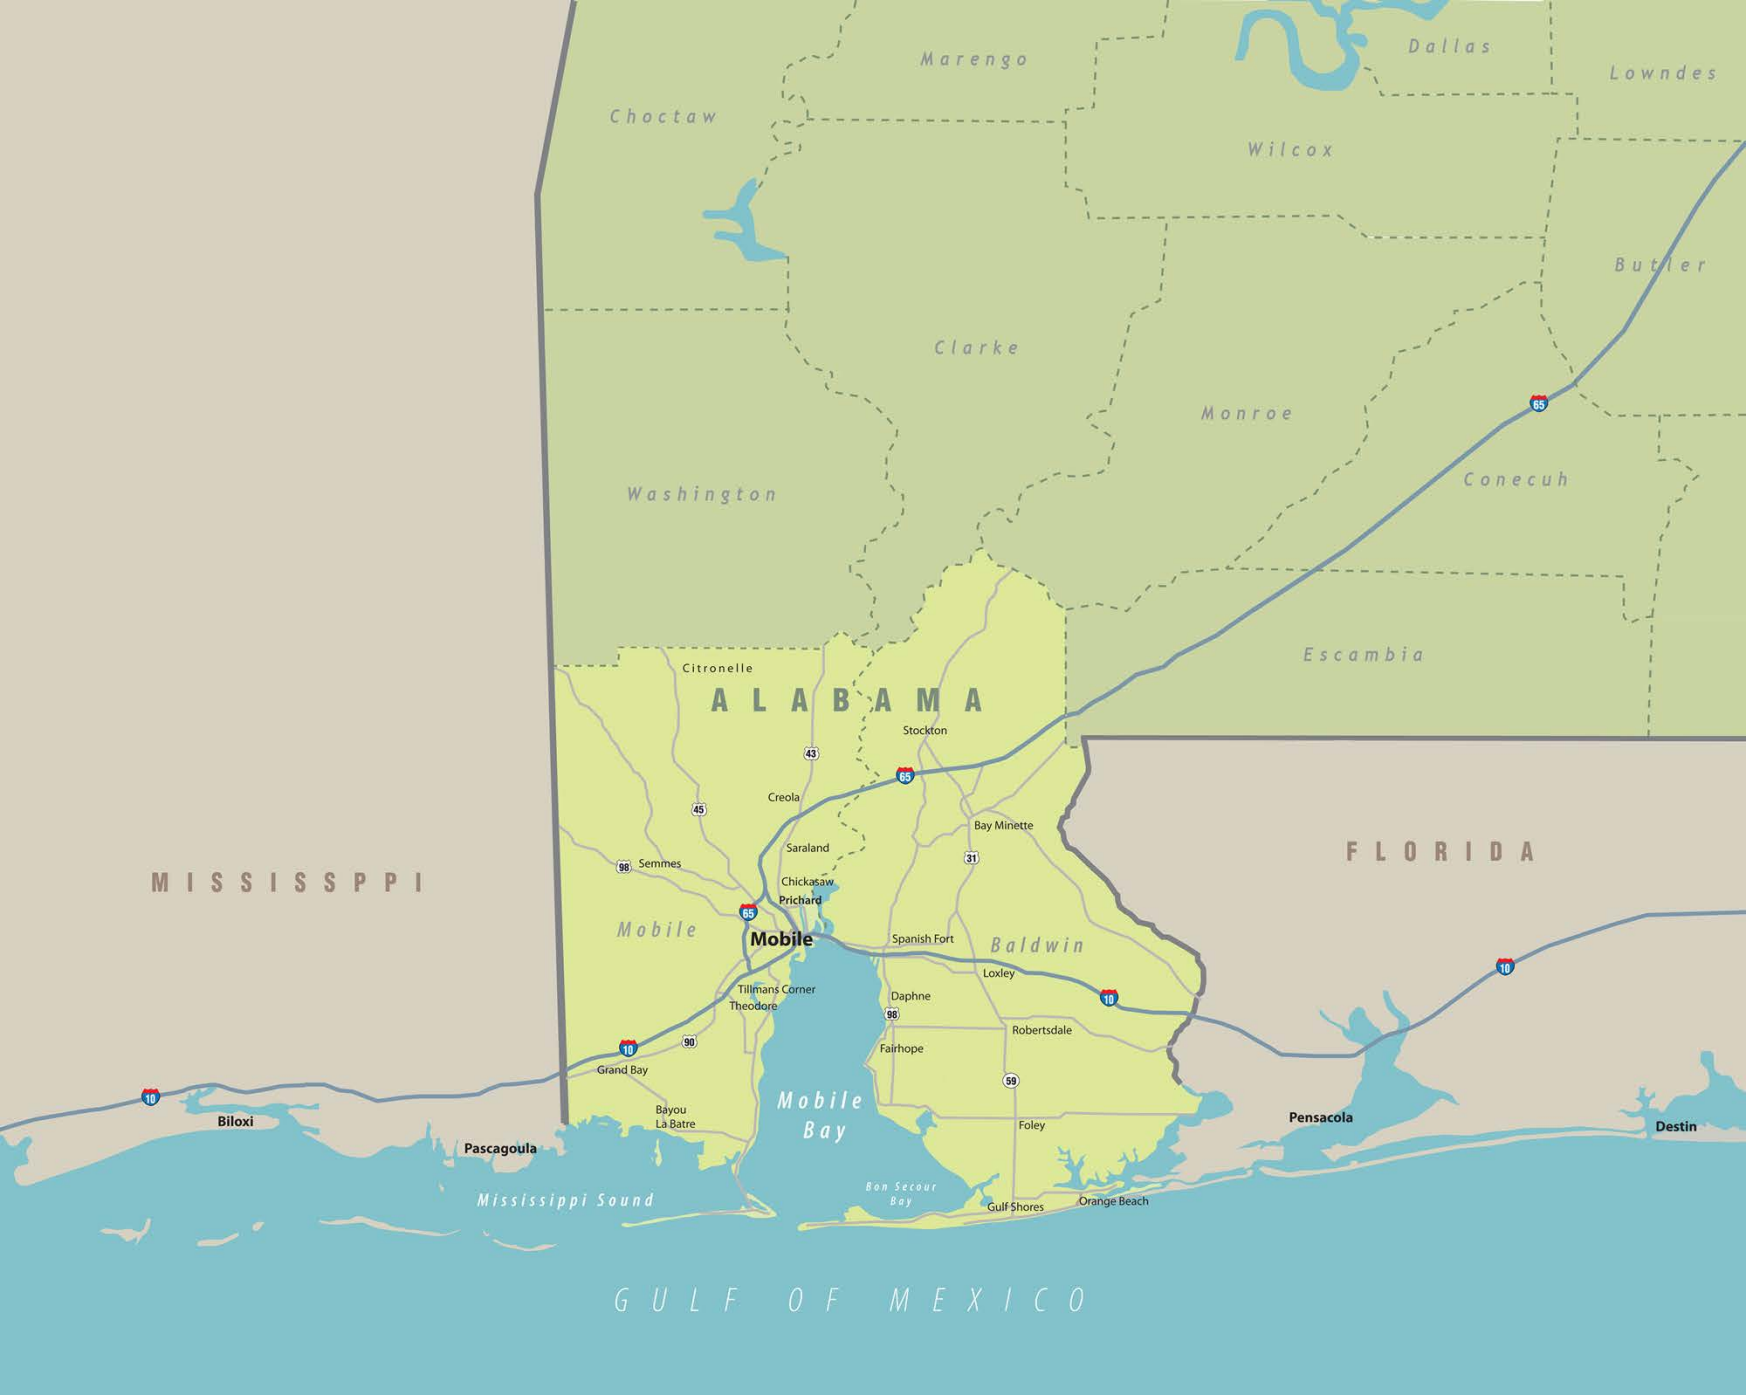 Marengo
Dallas
Lowndes
Choctaw
Wilcox
Butler
Clarke
65
Monroe
Conecuh
Washington
Escambia
Citronelle
ALABAMA
Stockton
43
65
Creola
45
Bay Minette
Saraland
31
FLORIDA
98
Semmes
Chickasaw
MISSISSPPI
Prichard
65
Mobile
Mobile
Spanish Fort
Baldwin
10
Loxley
Tillmans Corner
Daphne
10
Theodore
98
Robertsdale
90
10
Fairhope
Grand Bay
59
10
Mobile
Bay
Bayou
La Batre
Biloxi
Foley
Pensacola
Destin
Pascagoula
Bon Secour
Bay
Mississippi Sound
Gulf Shores
Orange Beach
GULF OF MEXICO